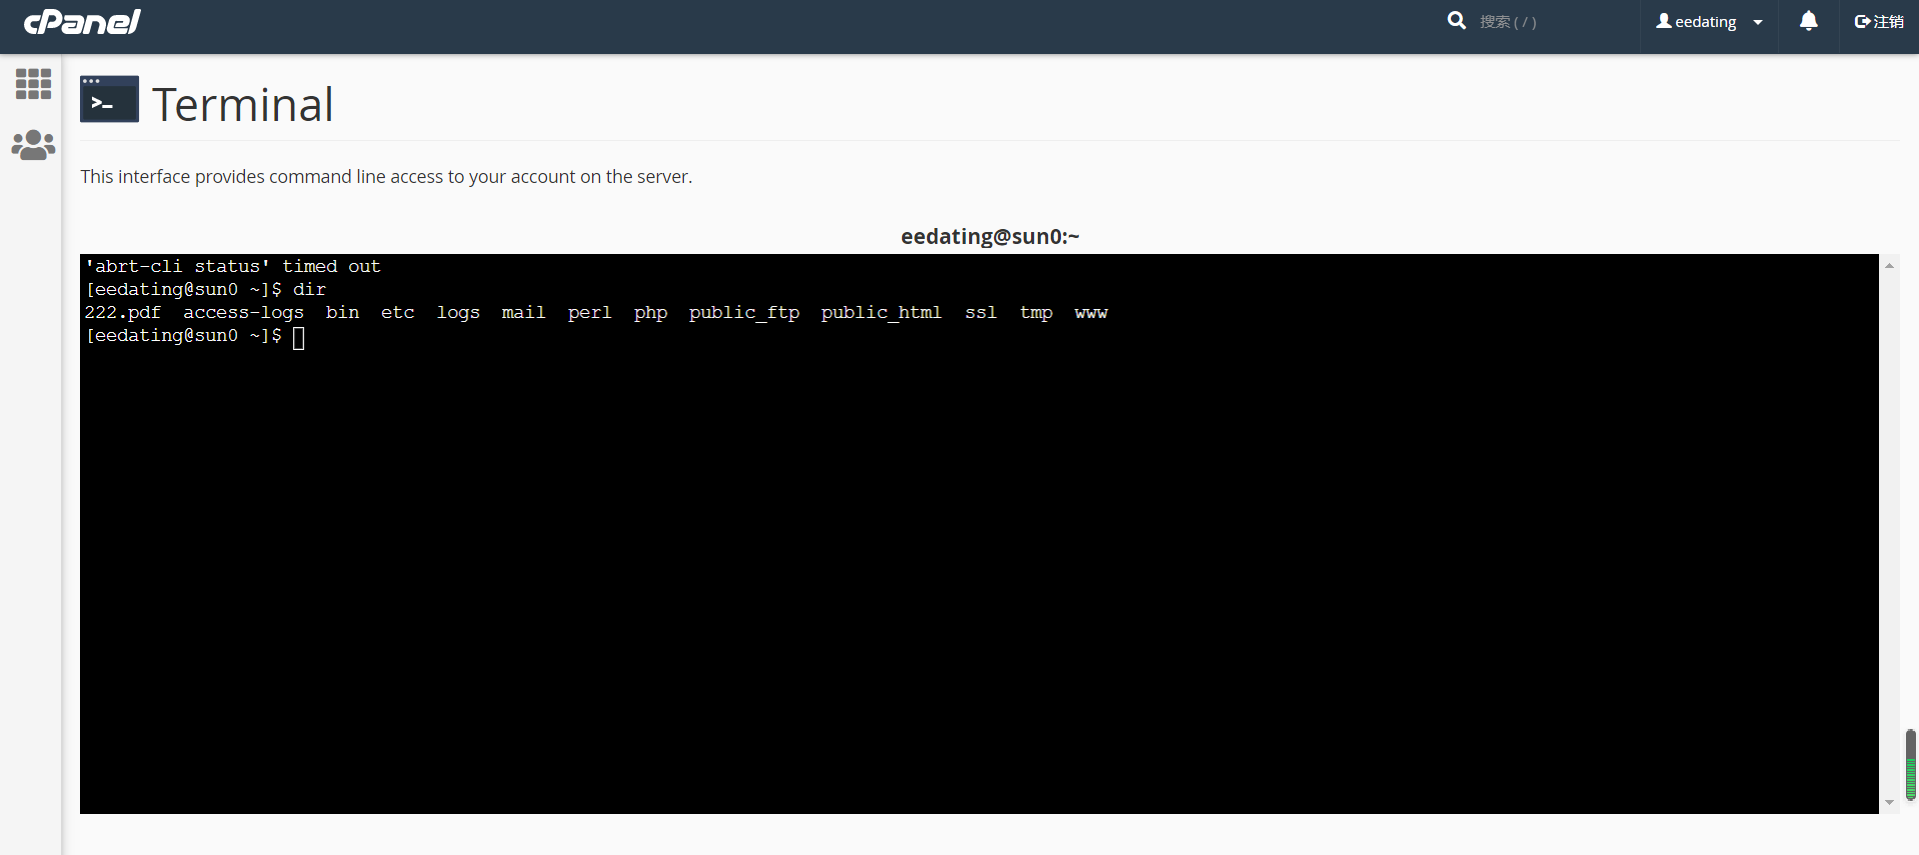 cPanel
搜索 ( / )
eedating
注销
>_
Terminal
This interface provides command line access to your account on the server.
eedating@sun0:~
'abrt-cli status' timed out
[eedating@sun0 ~]$ dir
222.pdf  access-logs  bin  etc  logs  mail  perl  php  public_ftp  public_html  ssl  tmp  www
[eedating@sun0 ~]$